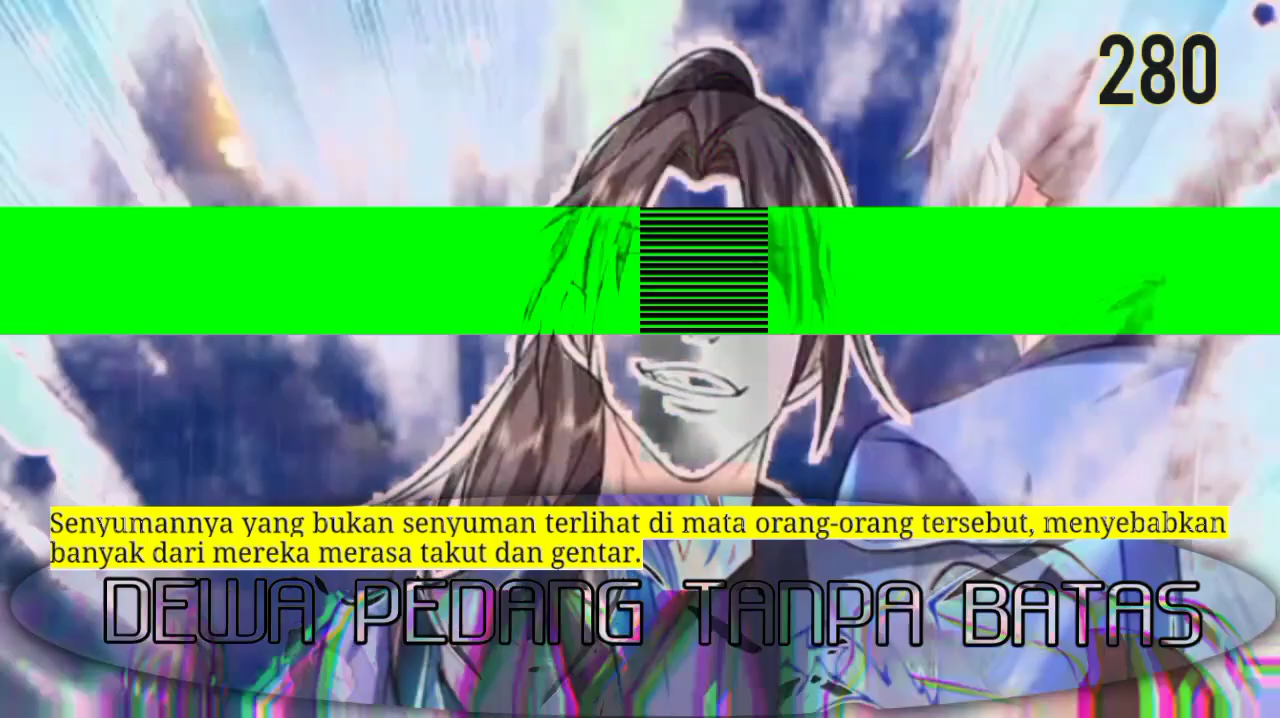 280
Senyumannya yang bukan senyuman terlihat di mata orang-orang tersebut, menyebabkan
banyak dari mereka merasa takut dan gentar.
DEWA PEDANG TANPA BATAS